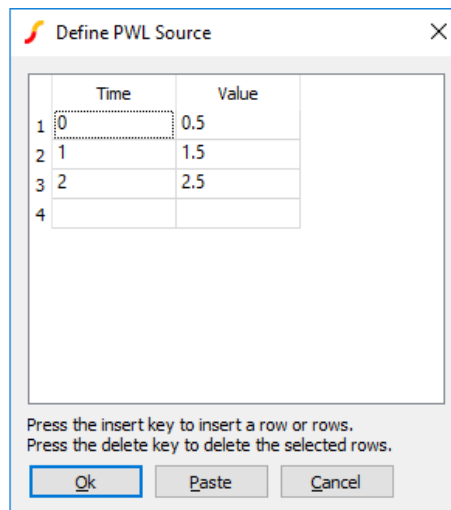 Define PWL Source
Time Value
1 0 0.5
2 1 1.5
3 2 2.5
4
Press the insert key to insert a row or rows.
Press the delete key to delete the selected rows.
Ok Paste Cancel